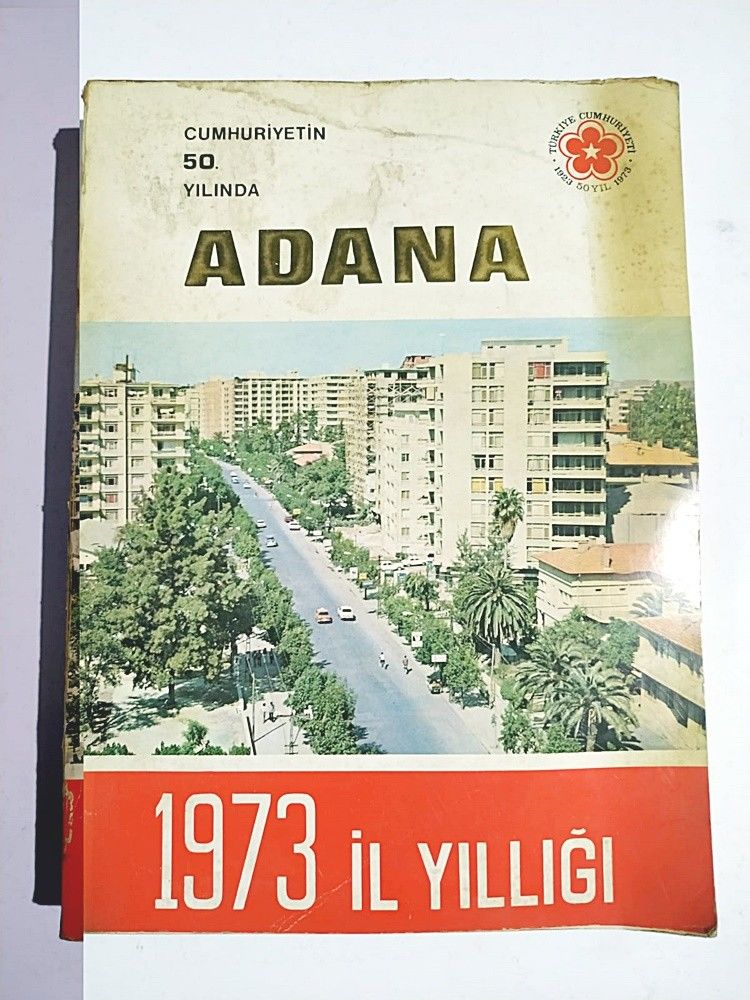 CUMHURİYETİN
50.
YILINDA
TÜRKİYE CUMHURİYETİ
1923 50 YIL 1973
ADANA
1973 İL YILLIĞI